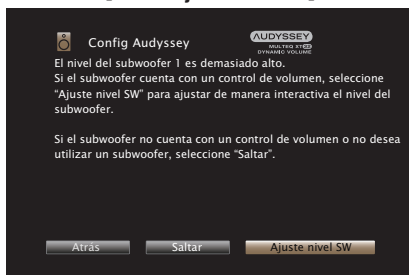 Config Audyssey
AUDYSSEY
MULTEQ XT32
DYNAMIC VOLUME
El nivel del subwoofer 1 es demasiado alto.
Si el subwoofer cuenta con un control de volumen, seleccione
“Ajuste nivel SW” para ajustar de manera interactiva el nivel del
subwoofer.
Si el subwoofer no cuenta con un control de volumen o no desea
utilizar un subwoofer, seleccione “Saltar”.
Atrás
Saltar
Ajuste nivel SW